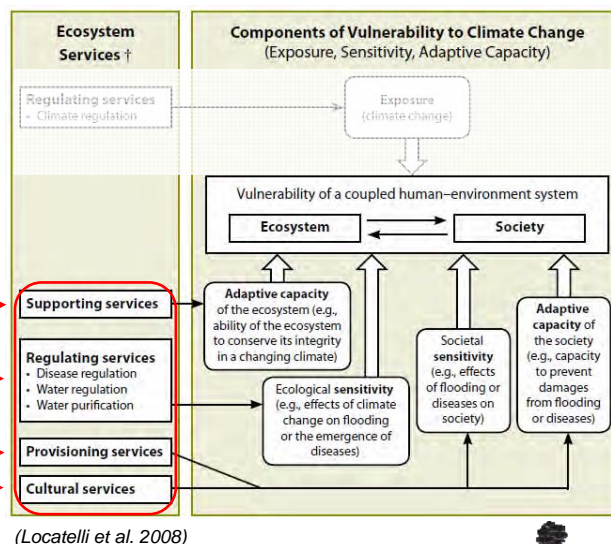 Ecosystem
Services †
Components of Vulnerability to Climate Change
(Exposure, Sensitivity, Adaptive Capacity)
Regulating services
• Climate regulation
Exposure
(climate change)
Vulnerability of a coupled human–environment system
Ecosystem
Society
Supporting services
Adaptive capacity
of the ecosystem (e.g.,
ability of the ecosystem
to conserve its integrity
in a changing climate)
Regulating services
• Disease regulation
• Water regulation
• Water purification
Ecological sensitivity
(e.g., effects of climate
change on flooding
or the emergence of
diseases)
Societal
sensitivity
(e.g., effects
of flooding or
diseases on
society)
Adaptive
capacity of
the society
(e.g., capacity
to prevent
damages
from flooding
or diseases)
Provisioning services
Cultural services
(Locatelli et al. 2008)